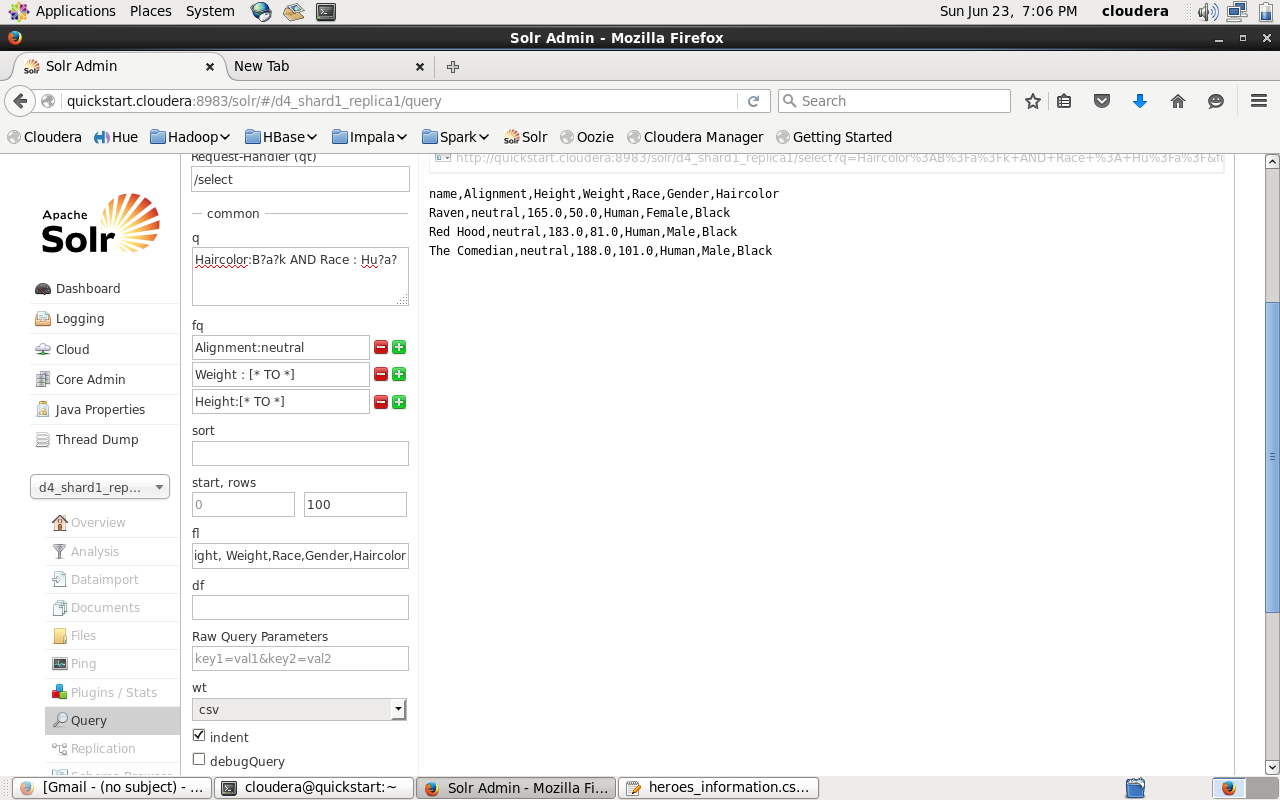 Applications Places System Sun Jun 23, 7:06 PM cloudera
Solr Admin - Mozilla Firefox
Solr Admin New Tab
quickstart.cloudera:8983/solr/#/d4_shard1_replica1/query Search
Cloudera Hue Hadoop HBase Impala Spark Solr Oozie Cloudera Manager Getting Started
Apache
Solr
Dashboard
Logging
Cloud
Core Admin
Java Properties
Thread Dump
d4_shard1_rep...
Overview
Analysis
Dataimport
Documents
Files
Ping
Plugins / Stats
Query
Replication
Schema Browser
Request-Handler (qt)
/select
common
q
Haircolor:B?a?k AND Race : Hu?a?
fq
Alignment:neutral
Weight : [* TO *]
Height:[* TO *]
sort
start, rows
0 100
fl
ight, Weight,Race,Gender,Haircolor
df
Raw Query Parameters
key1=val1&key2=val2
wt
csv
indent
debugQuery
http://quickstart.cloudera:8983/solr/d4_shard1_replica1/select?q=Haircolor%3AB%3Fa%3Fk+AND+Race+%3A+Hu%3Fa%3F&fq
name,Alignment,Height,Weight,Race,Gender,Haircolor
Raven,neutral,165.0,50.0,Human,Female,Black
Red Hood,neutral,183.0,81.0,Human,Male,Black
The Comedian,neutral,188.0,101.0,Human,Male,Black
[Gmail - (no subject) - ... cloudera@quickstart:~ Solr Admin - Mozilla Fi... heroes_information.cs...